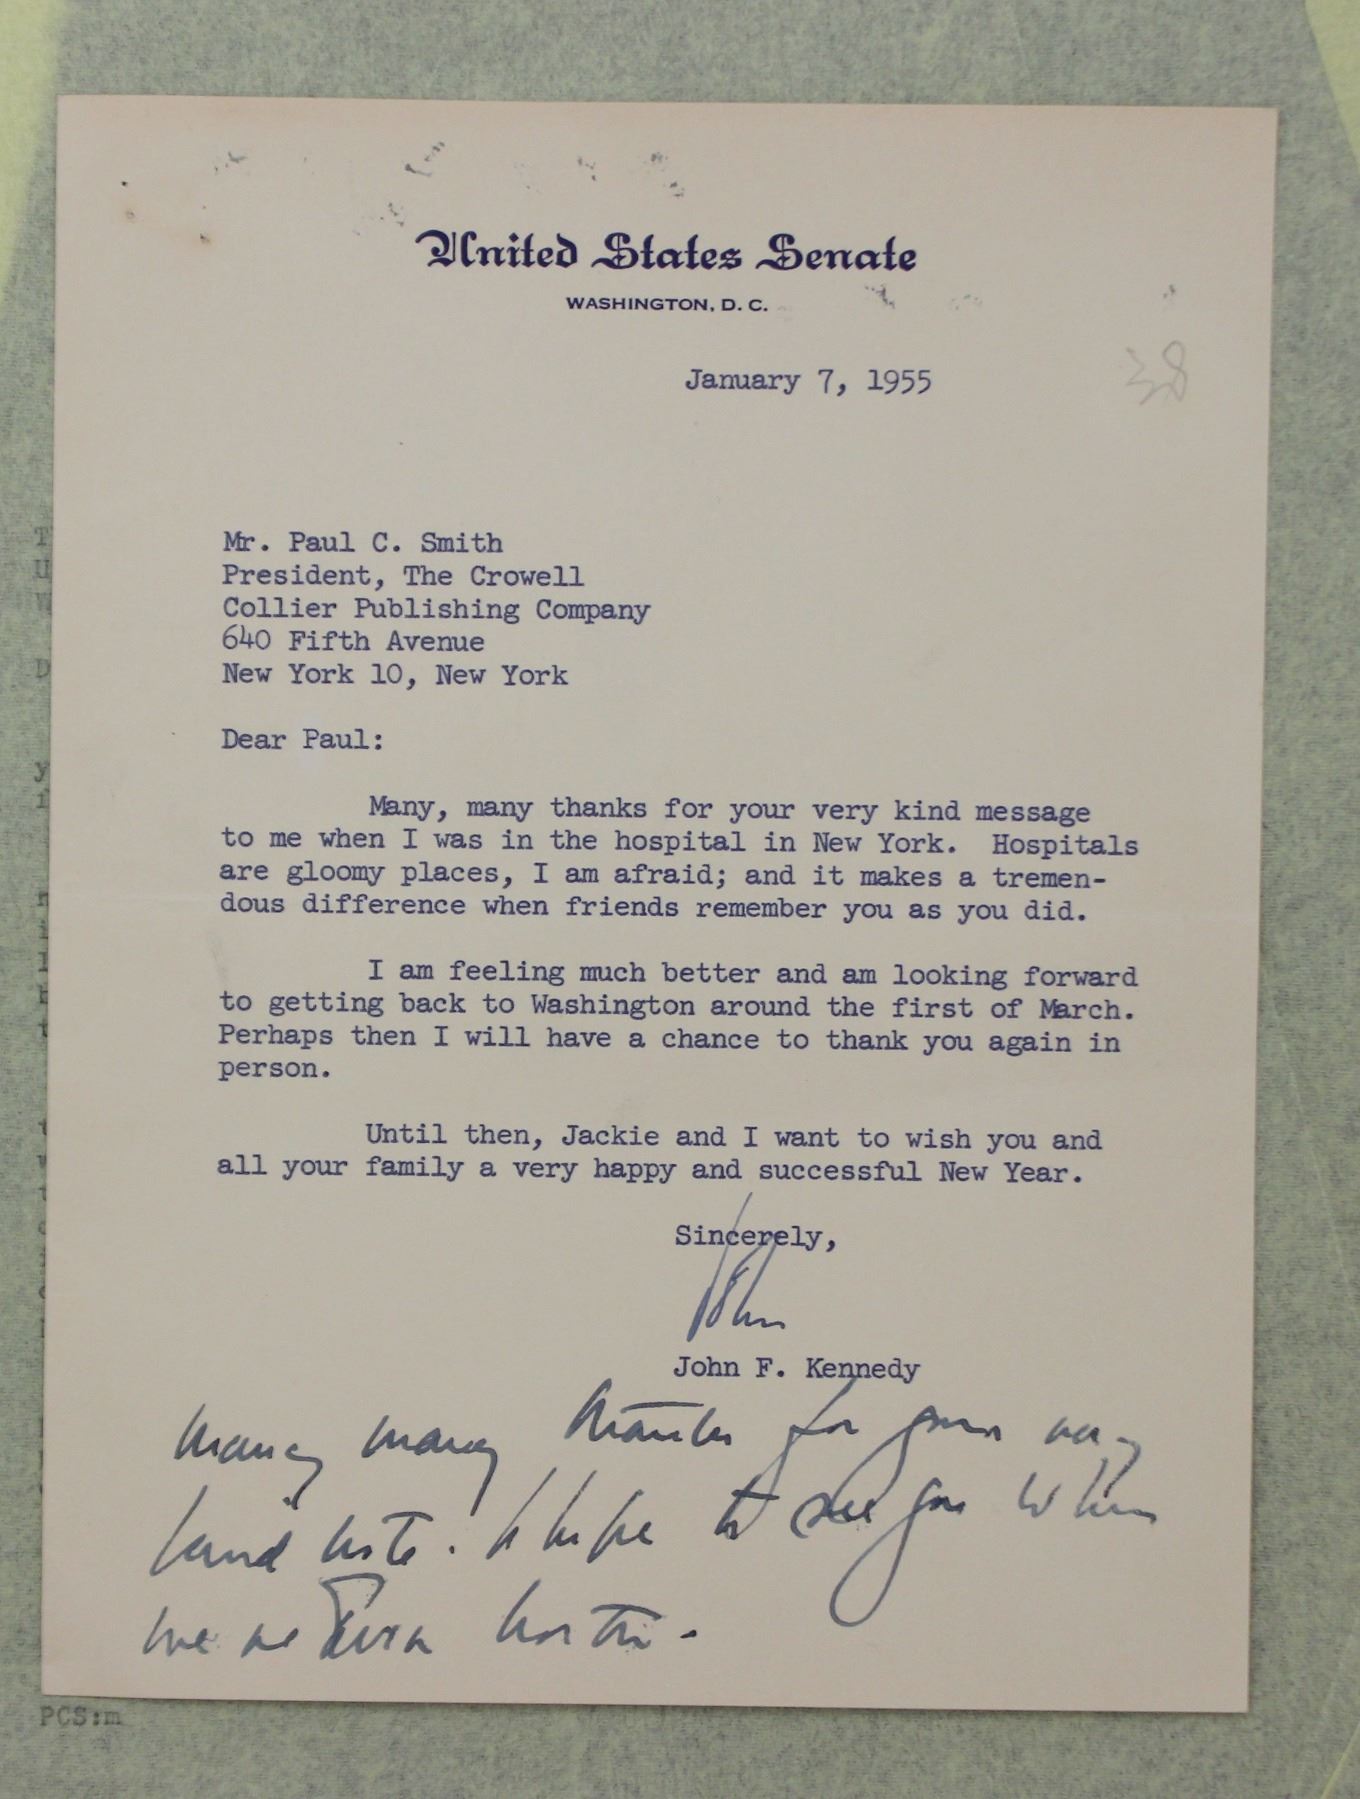 United States Senate
WASHINGTON, D. C.
38
January 7, 1955
Mr. Paul C. Smith
President, The Crowell
Collier Publishing Company
640 Fifth Avenue
New York 10, New York
Dear Paul:
Many, many thanks for your very kind message
to me when I was in the hospital in New York. Hospitals
are gloomy places, I am afraid; and it makes a tremen-
dous difference when friends remember you as you did.
I am feeling much better and am looking forward
to getting back to Washington around the first of March.
Perhaps then I will have a chance to thank you again in
person.
Until then, Jackie and I want to wish you and
all your family a very happy and successful New Year.
Sincerely,
John
John F. Kennedy
Many many thanks for your very
kind note. I hope to see you when
we North.
PCS:m